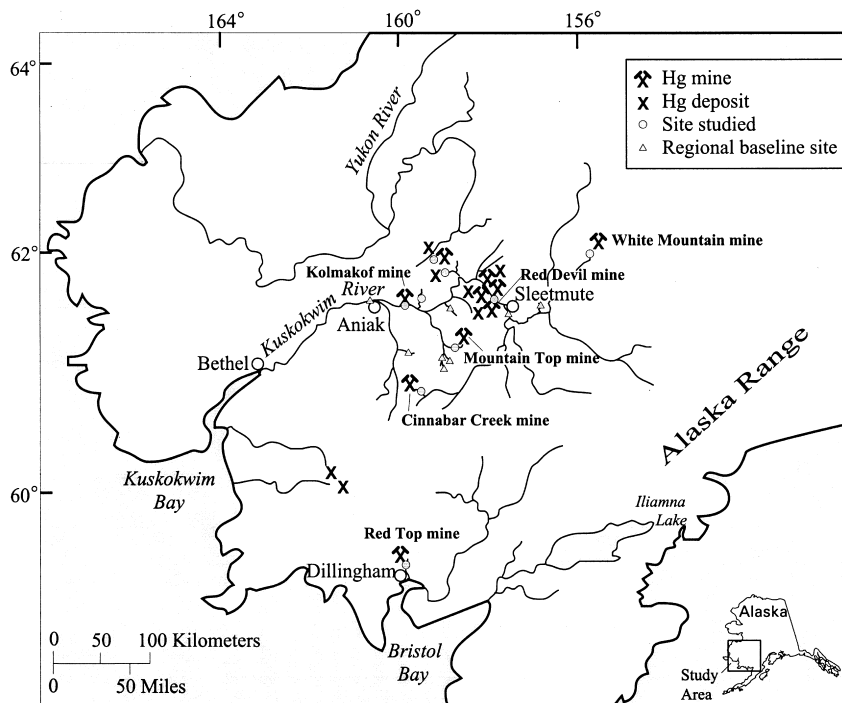 164°
160°
156°
64°
62°
60°
Hg mine
Hg deposit
Site studied
Regional baseline site
Yukon River
White Mountain mine
Kolmakof mine
Red Devil mine
River
Sleetmute
Kuskokwim
Aniak
Bethel
Mountain Top mine
Cinnabar Creek mine
Alaska Range
Kuskokwim
Bay
Iliamna
Lake
Red Top mine
Dillingham
Bristol
Bay
0 50 100 Kilometers
0 50 Miles
Alaska
Study
Area